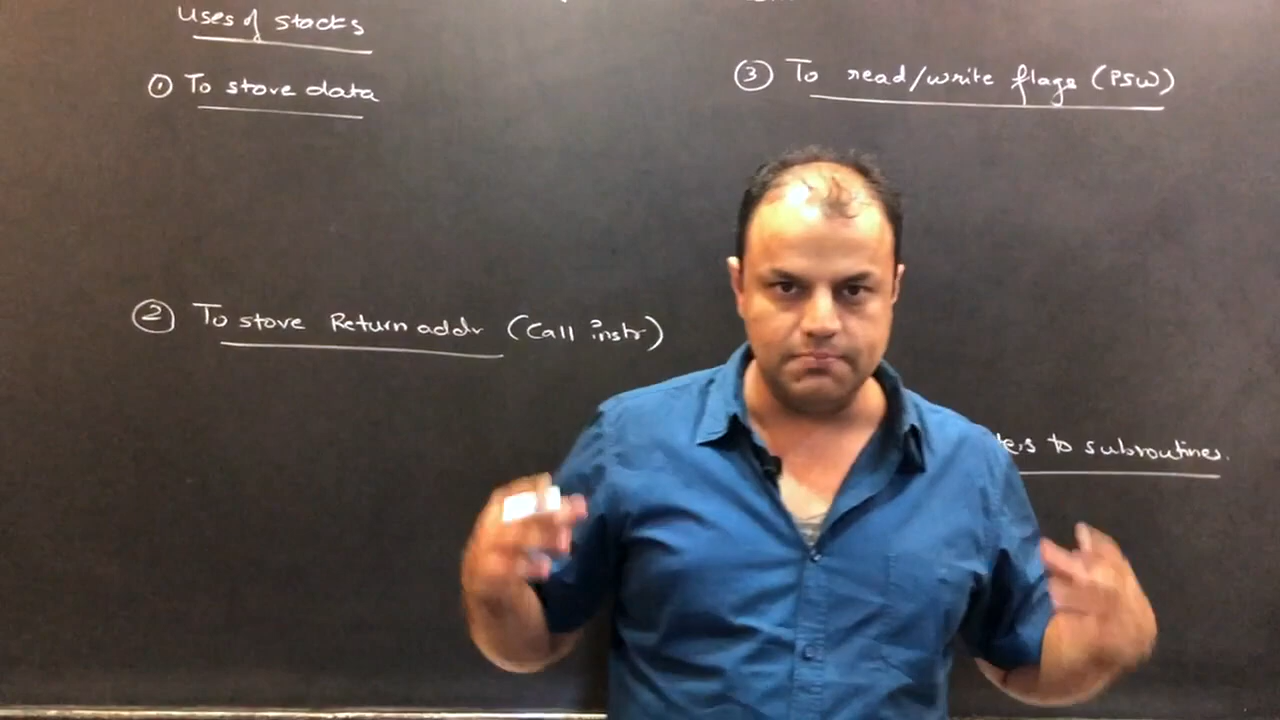 Uses of Stacks
① To store data
② To store Return addr (Call instr)
③ To read/write flags (PSW)
to subroutines.